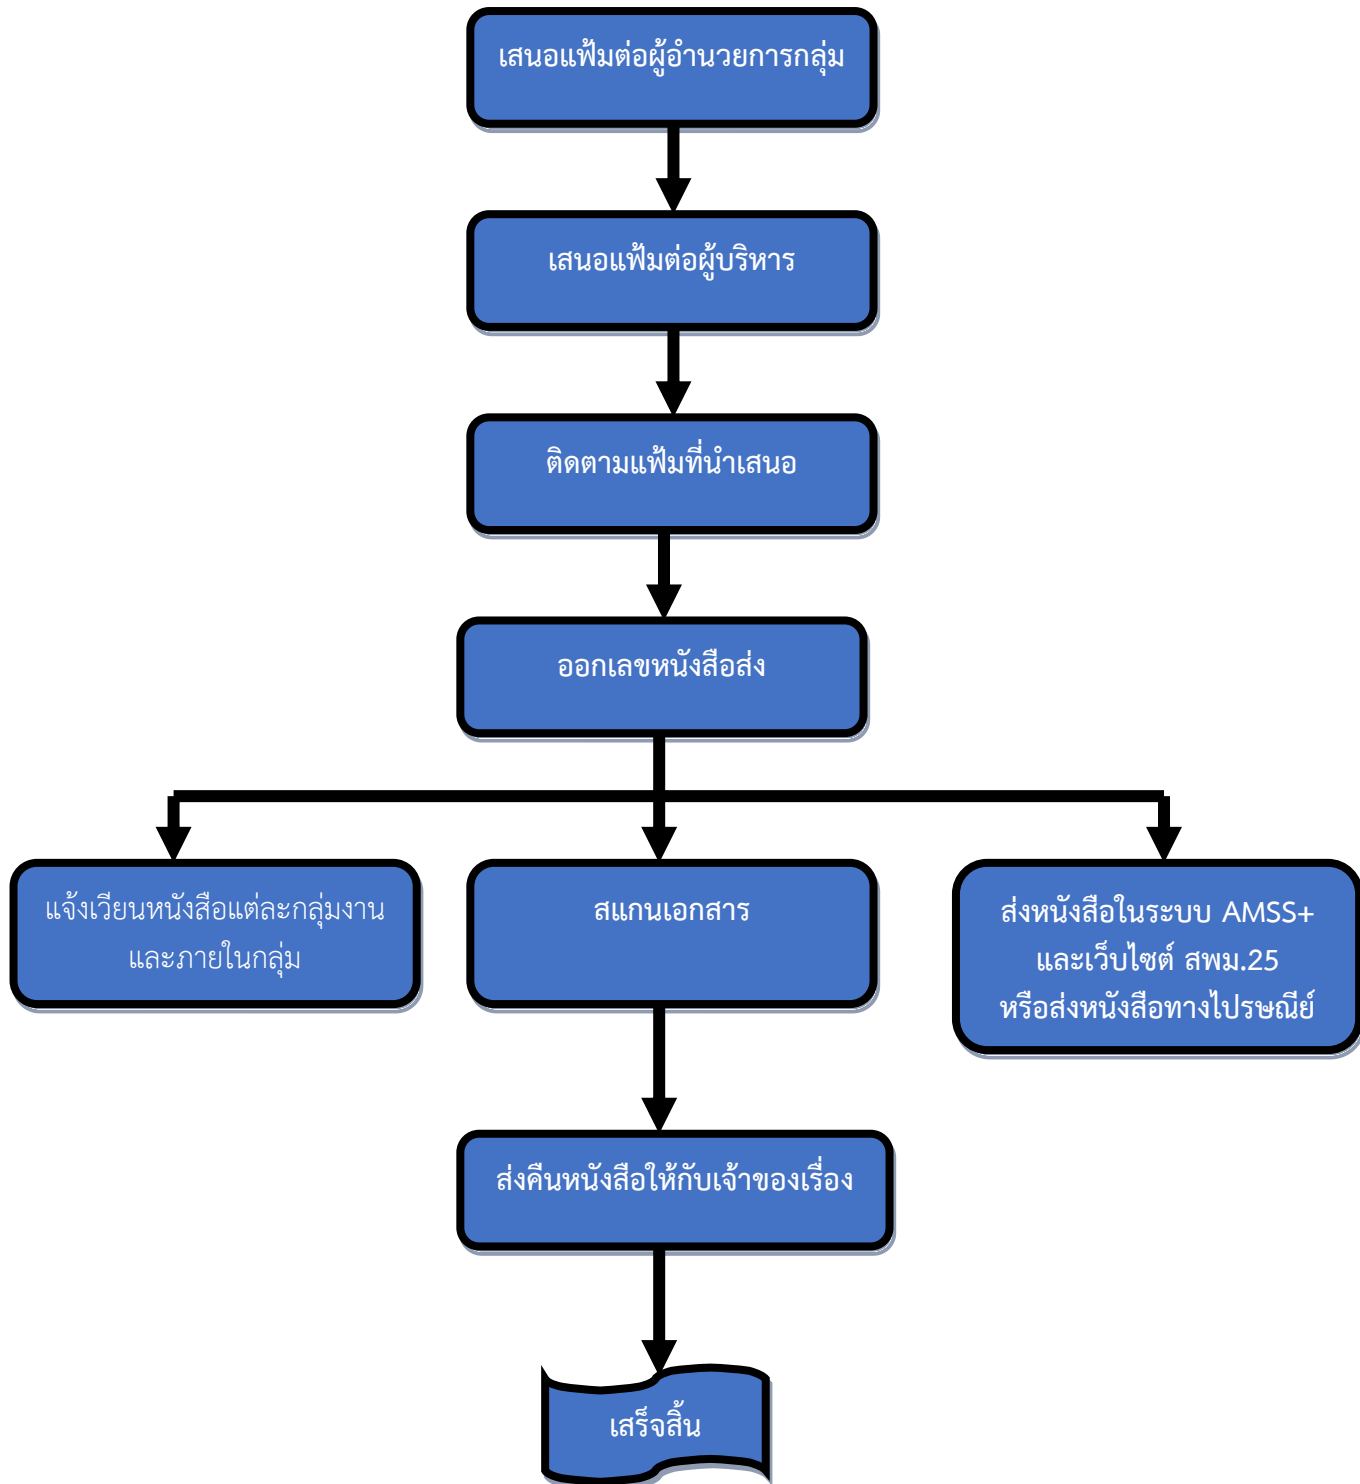 เสนอแฟ้มต่อผู้อำนวยการกลุ่ม
เสนอแฟ้มต่อผู้บริหาร
ติดตามแฟ้มที่นำเสนอ
ออกเลขหนังสือส่ง
แจ้งเวียนหนังสือแต่ละกลุ่มงาน
และภายในกลุ่ม
สแกนเอกสาร
ส่งหนังสือในระบบ AMSS+
และเว็บไซต์ สพม.25
หรือส่งหนังสือทางไปรษณีย์
ส่งคืนหนังสือให้กับเจ้าของเรื่อง
เสร็จสิ้น